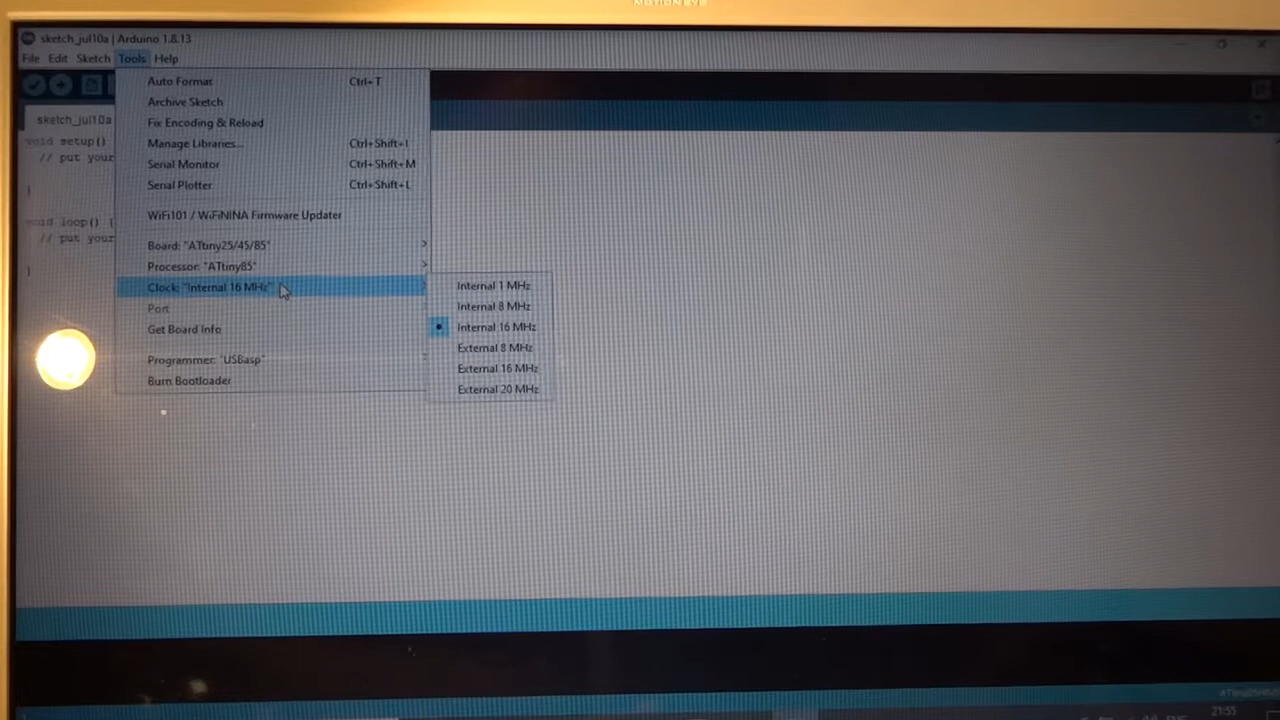 MOTION EYE
sketch_jul10a | Arduino 1.8.13
File Edit Sketch Tools Help
Auto Format Ctrl+T
Archive Sketch
Fix Encoding & Reload
Manage Libraries... Ctrl+Shift+I
Serial Monitor Ctrl+Shift+M
Serial Plotter Ctrl+Shift+L
WiFi101 / WiFiNINA Firmware Updater
Board: "ATtiny25/45/85"
Processor: "ATtiny85"
Clock: "Internal 16 MHz"
Port
Get Board Info
Programmer: "USBasp"
Burn Bootloader
Internal 1 MHz
Internal 8 MHz
Internal 16 MHz
External 8 MHz
External 16 MHz
External 20 MHz
sketch_jul10a
void setup()
// put your
}
void loop() {
// put your
}
21:55